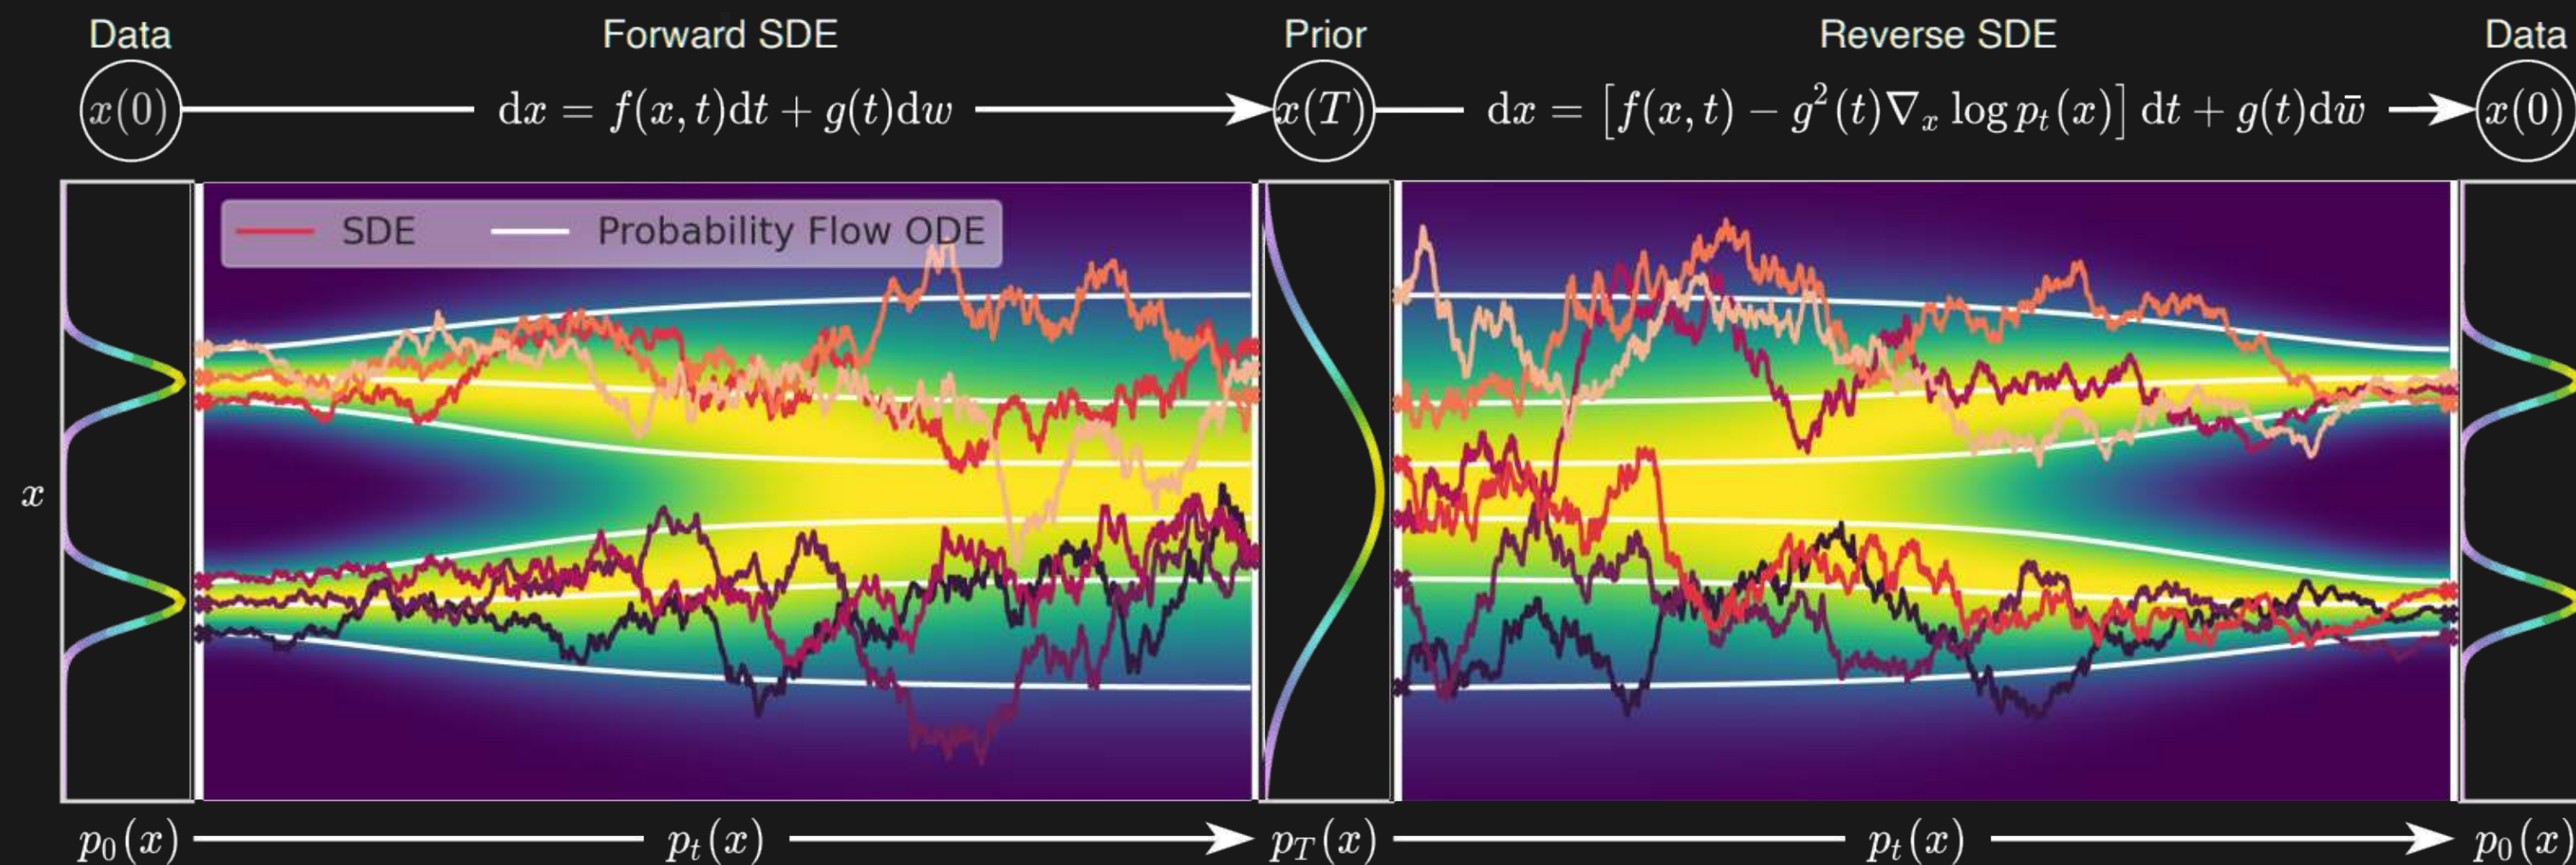 Data Forward SDE Prior Reverse SDE Data
x(0) dx = f(x, t)dt + g(t)dw x(T) dx = [f(x, t) − g²(t)∇ₓ log pₜ(x)] dt + g(t)dw̄ x(0)
SDE Probability Flow ODE
x
p₀(x) pₜ(x) p_T(x) pₜ(x) p₀(x)